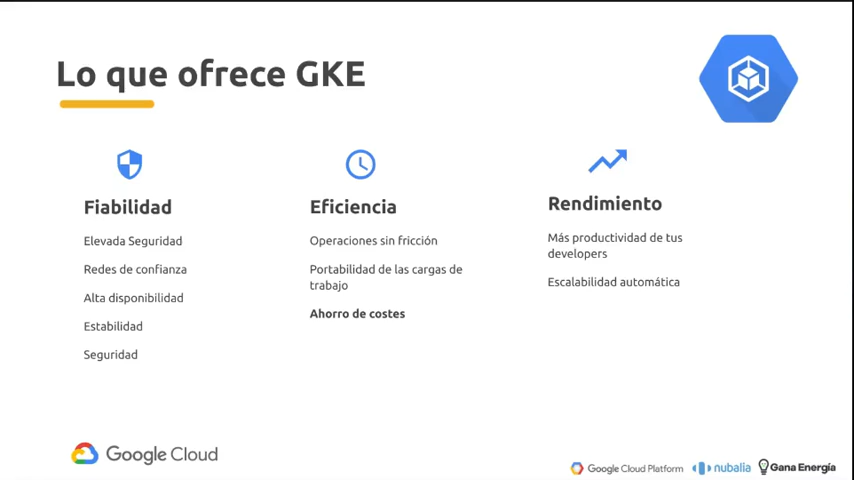 Lo que ofrece GKE
Fiabilidad
Elevada Seguridad
Redes de confianza
Alta disponibilidad
Estabilidad
Seguridad
Eficiencia
Operaciones sin fricción
Portabilidad de las cargas de
trabajo
Ahorro de costes
Rendimiento
Más productividad de tus
developers
Escalabilidad automática
Google Cloud
Google Cloud Platform
nubalia
Gana Energía